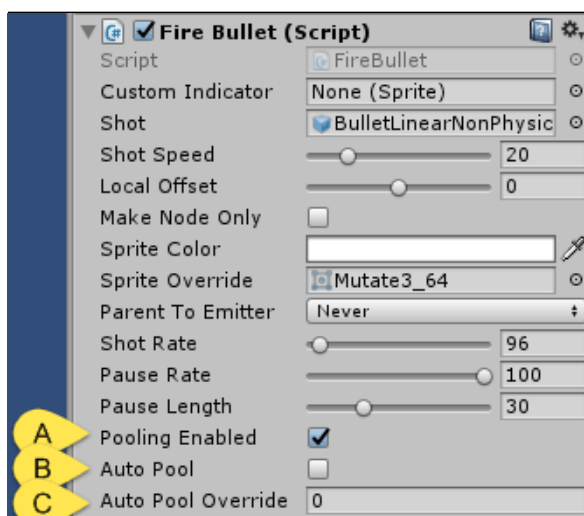 Fire Bullet (Script)
Script FireBullet
Custom Indicator None (Sprite)
Shot BulletLinearNonPhysic
Shot Speed 20
Local Offset 0
Make Node Only
Sprite Color
Sprite Override Mutate3_64
Parent To Emitter Never
Shot Rate 96
Pause Rate 100
Pause Length 30
A Pooling Enabled
B Auto Pool
C Auto Pool Override 0